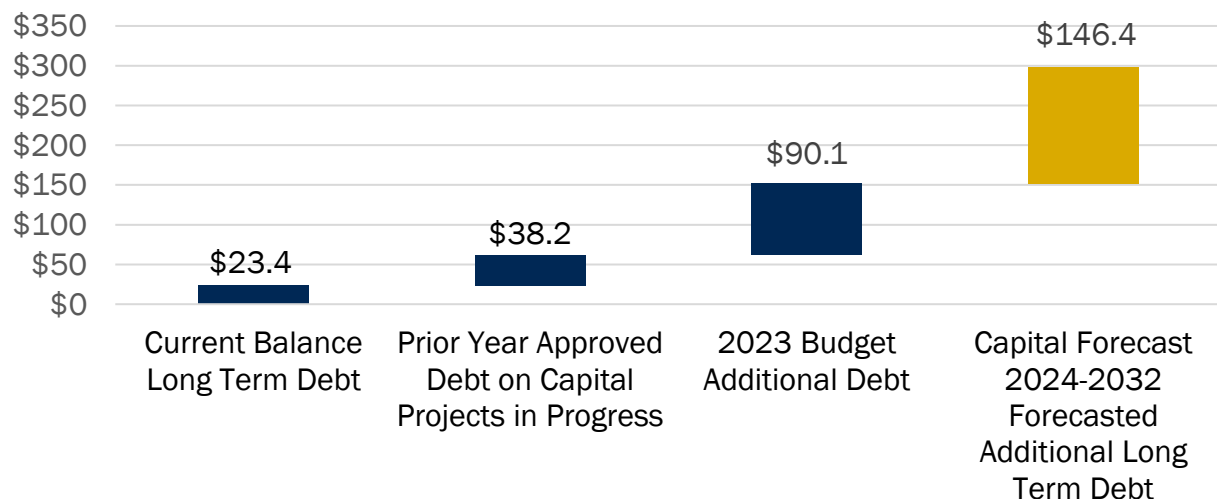 $350
$300
$250
$200
$150
$100
$50
$0
$23.4
$38.2
$90.1
$146.4
Current Balance
Long Term Debt
Prior Year Approved
Debt on Capital
Projects in Progress
2023 Budget
Additional Debt
Capital Forecast
2024-2032
Forecasted
Additional Long
Term Debt